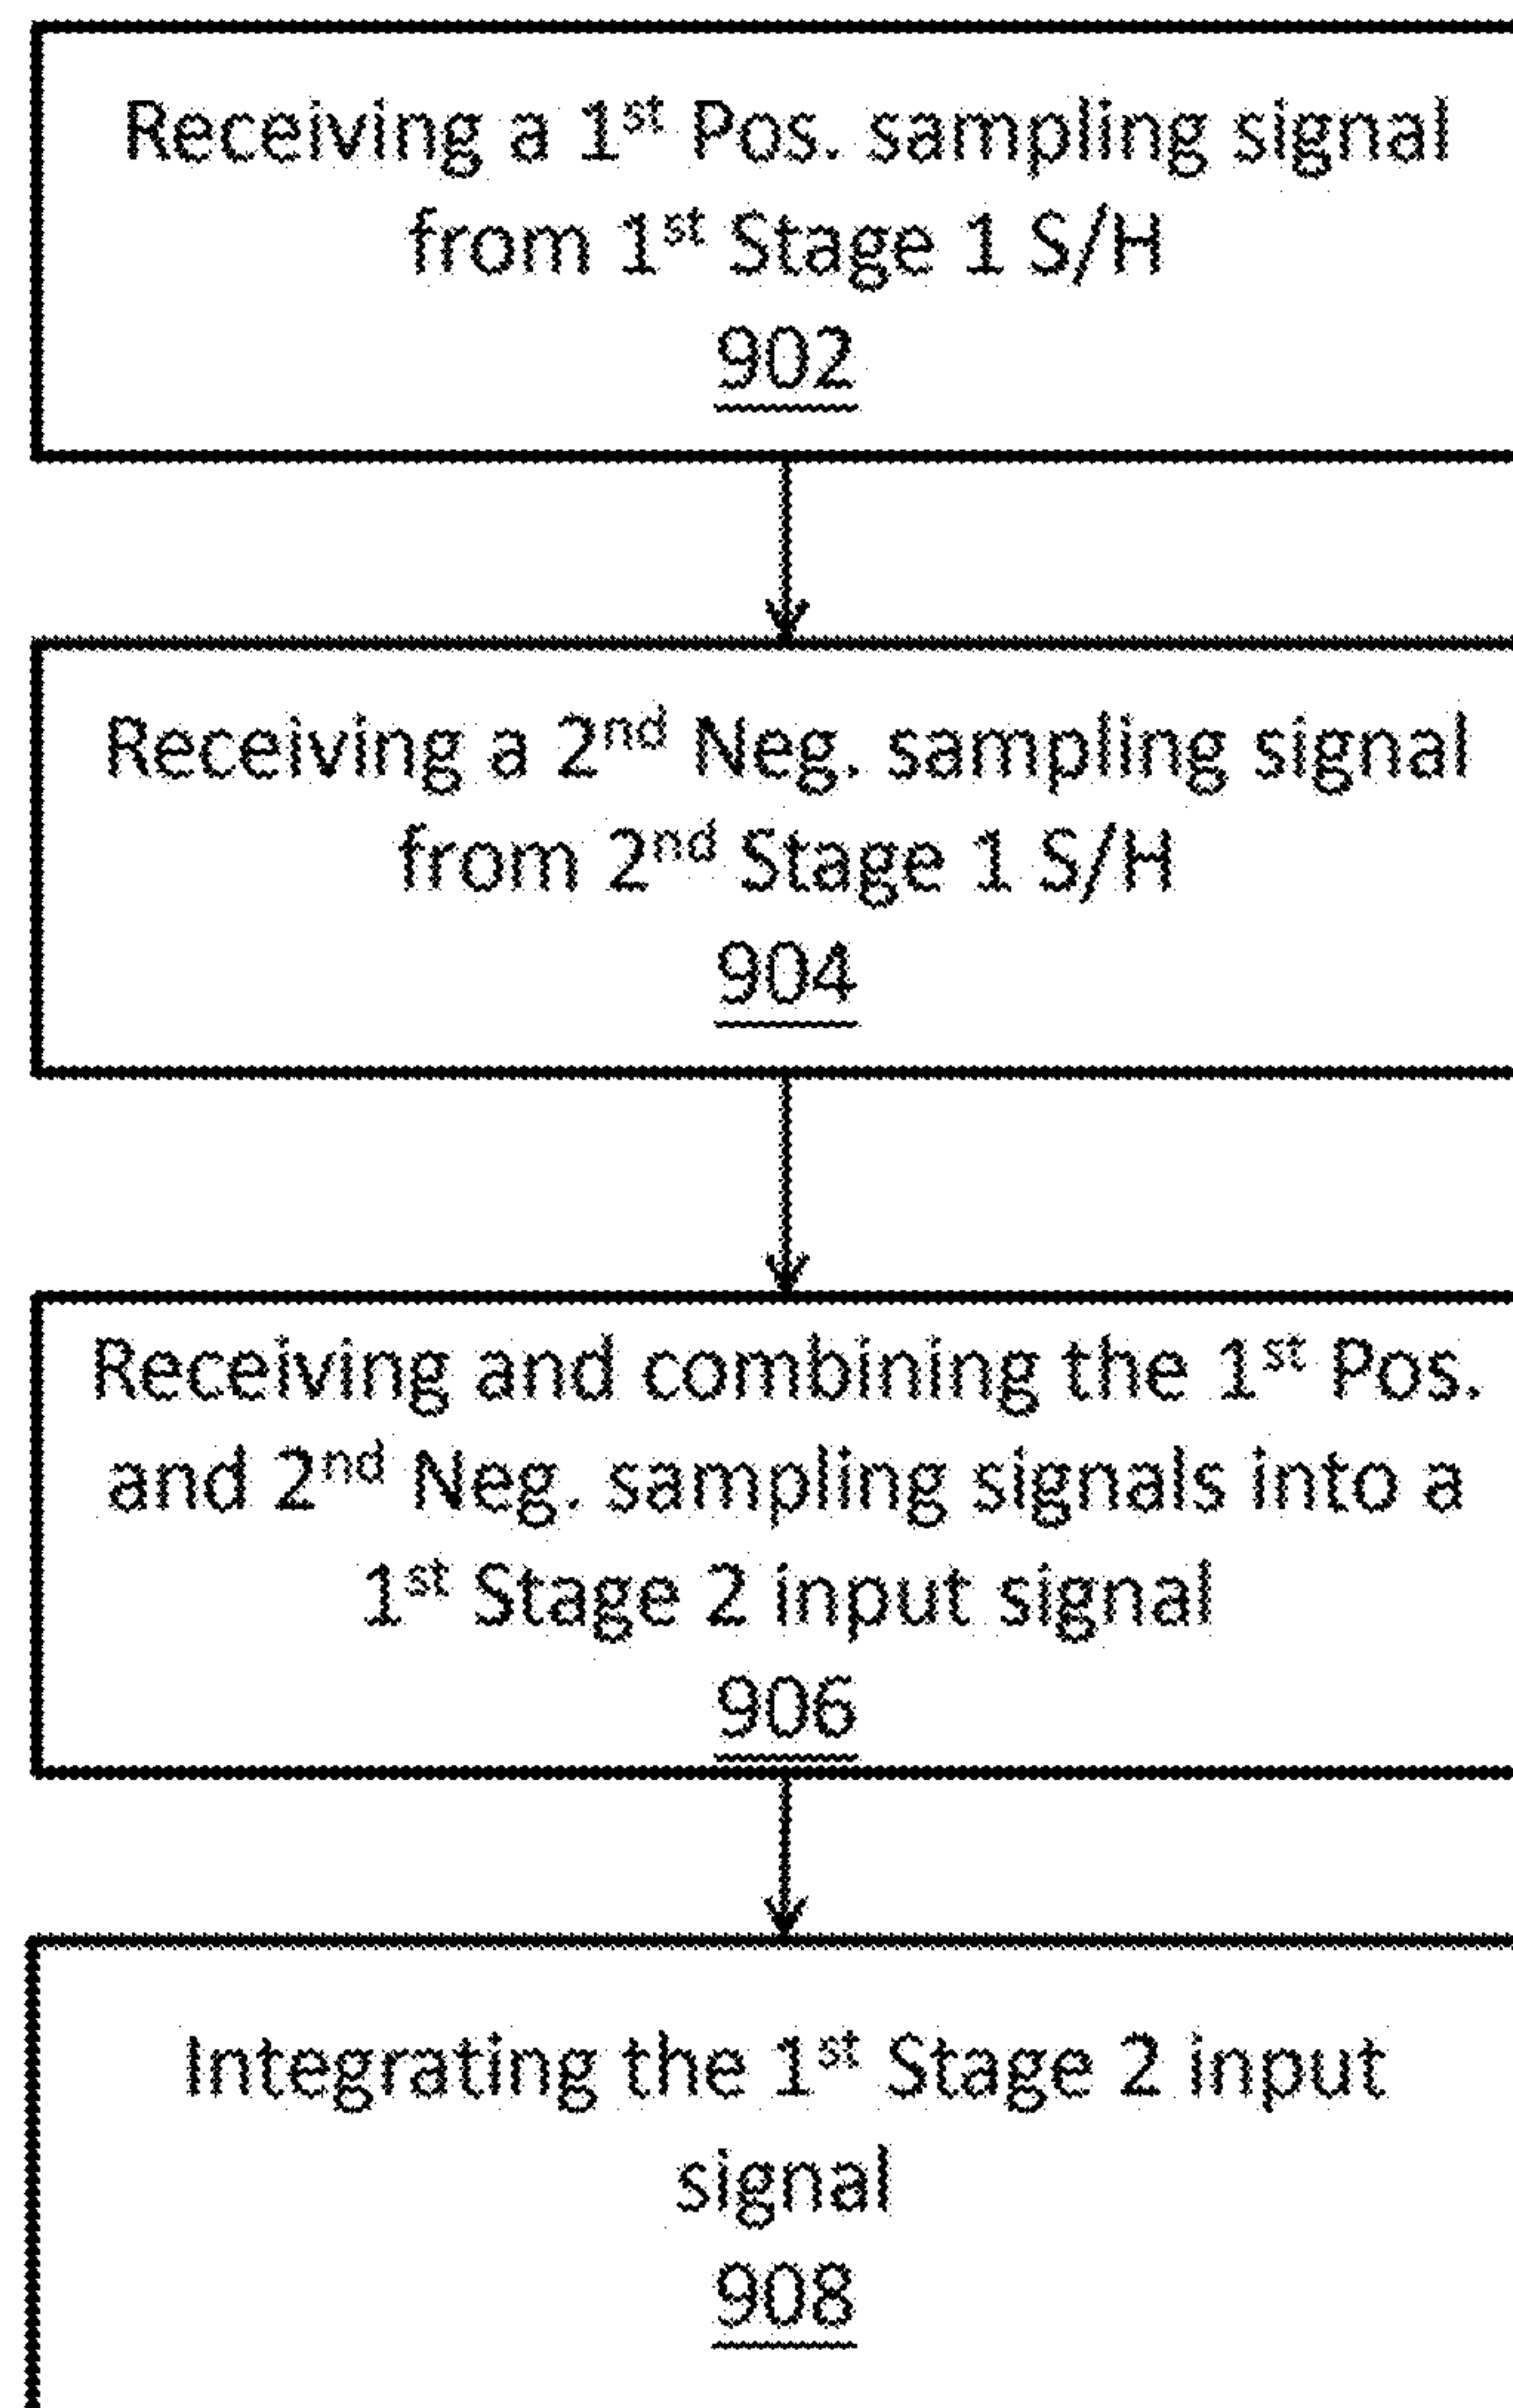 Receiving a 1st Pos. sampling signal
from 1st Stage 1 S/H
902
Receiving a 2nd Neg. sampling signal
from 2nd Stage 1 S/H
904
Receiving and combining the 1st Pos.
and 2nd Neg. sampling signals into a
1st Stage 2 input signal
906
Integrating the 1st Stage 2 input
signal
908